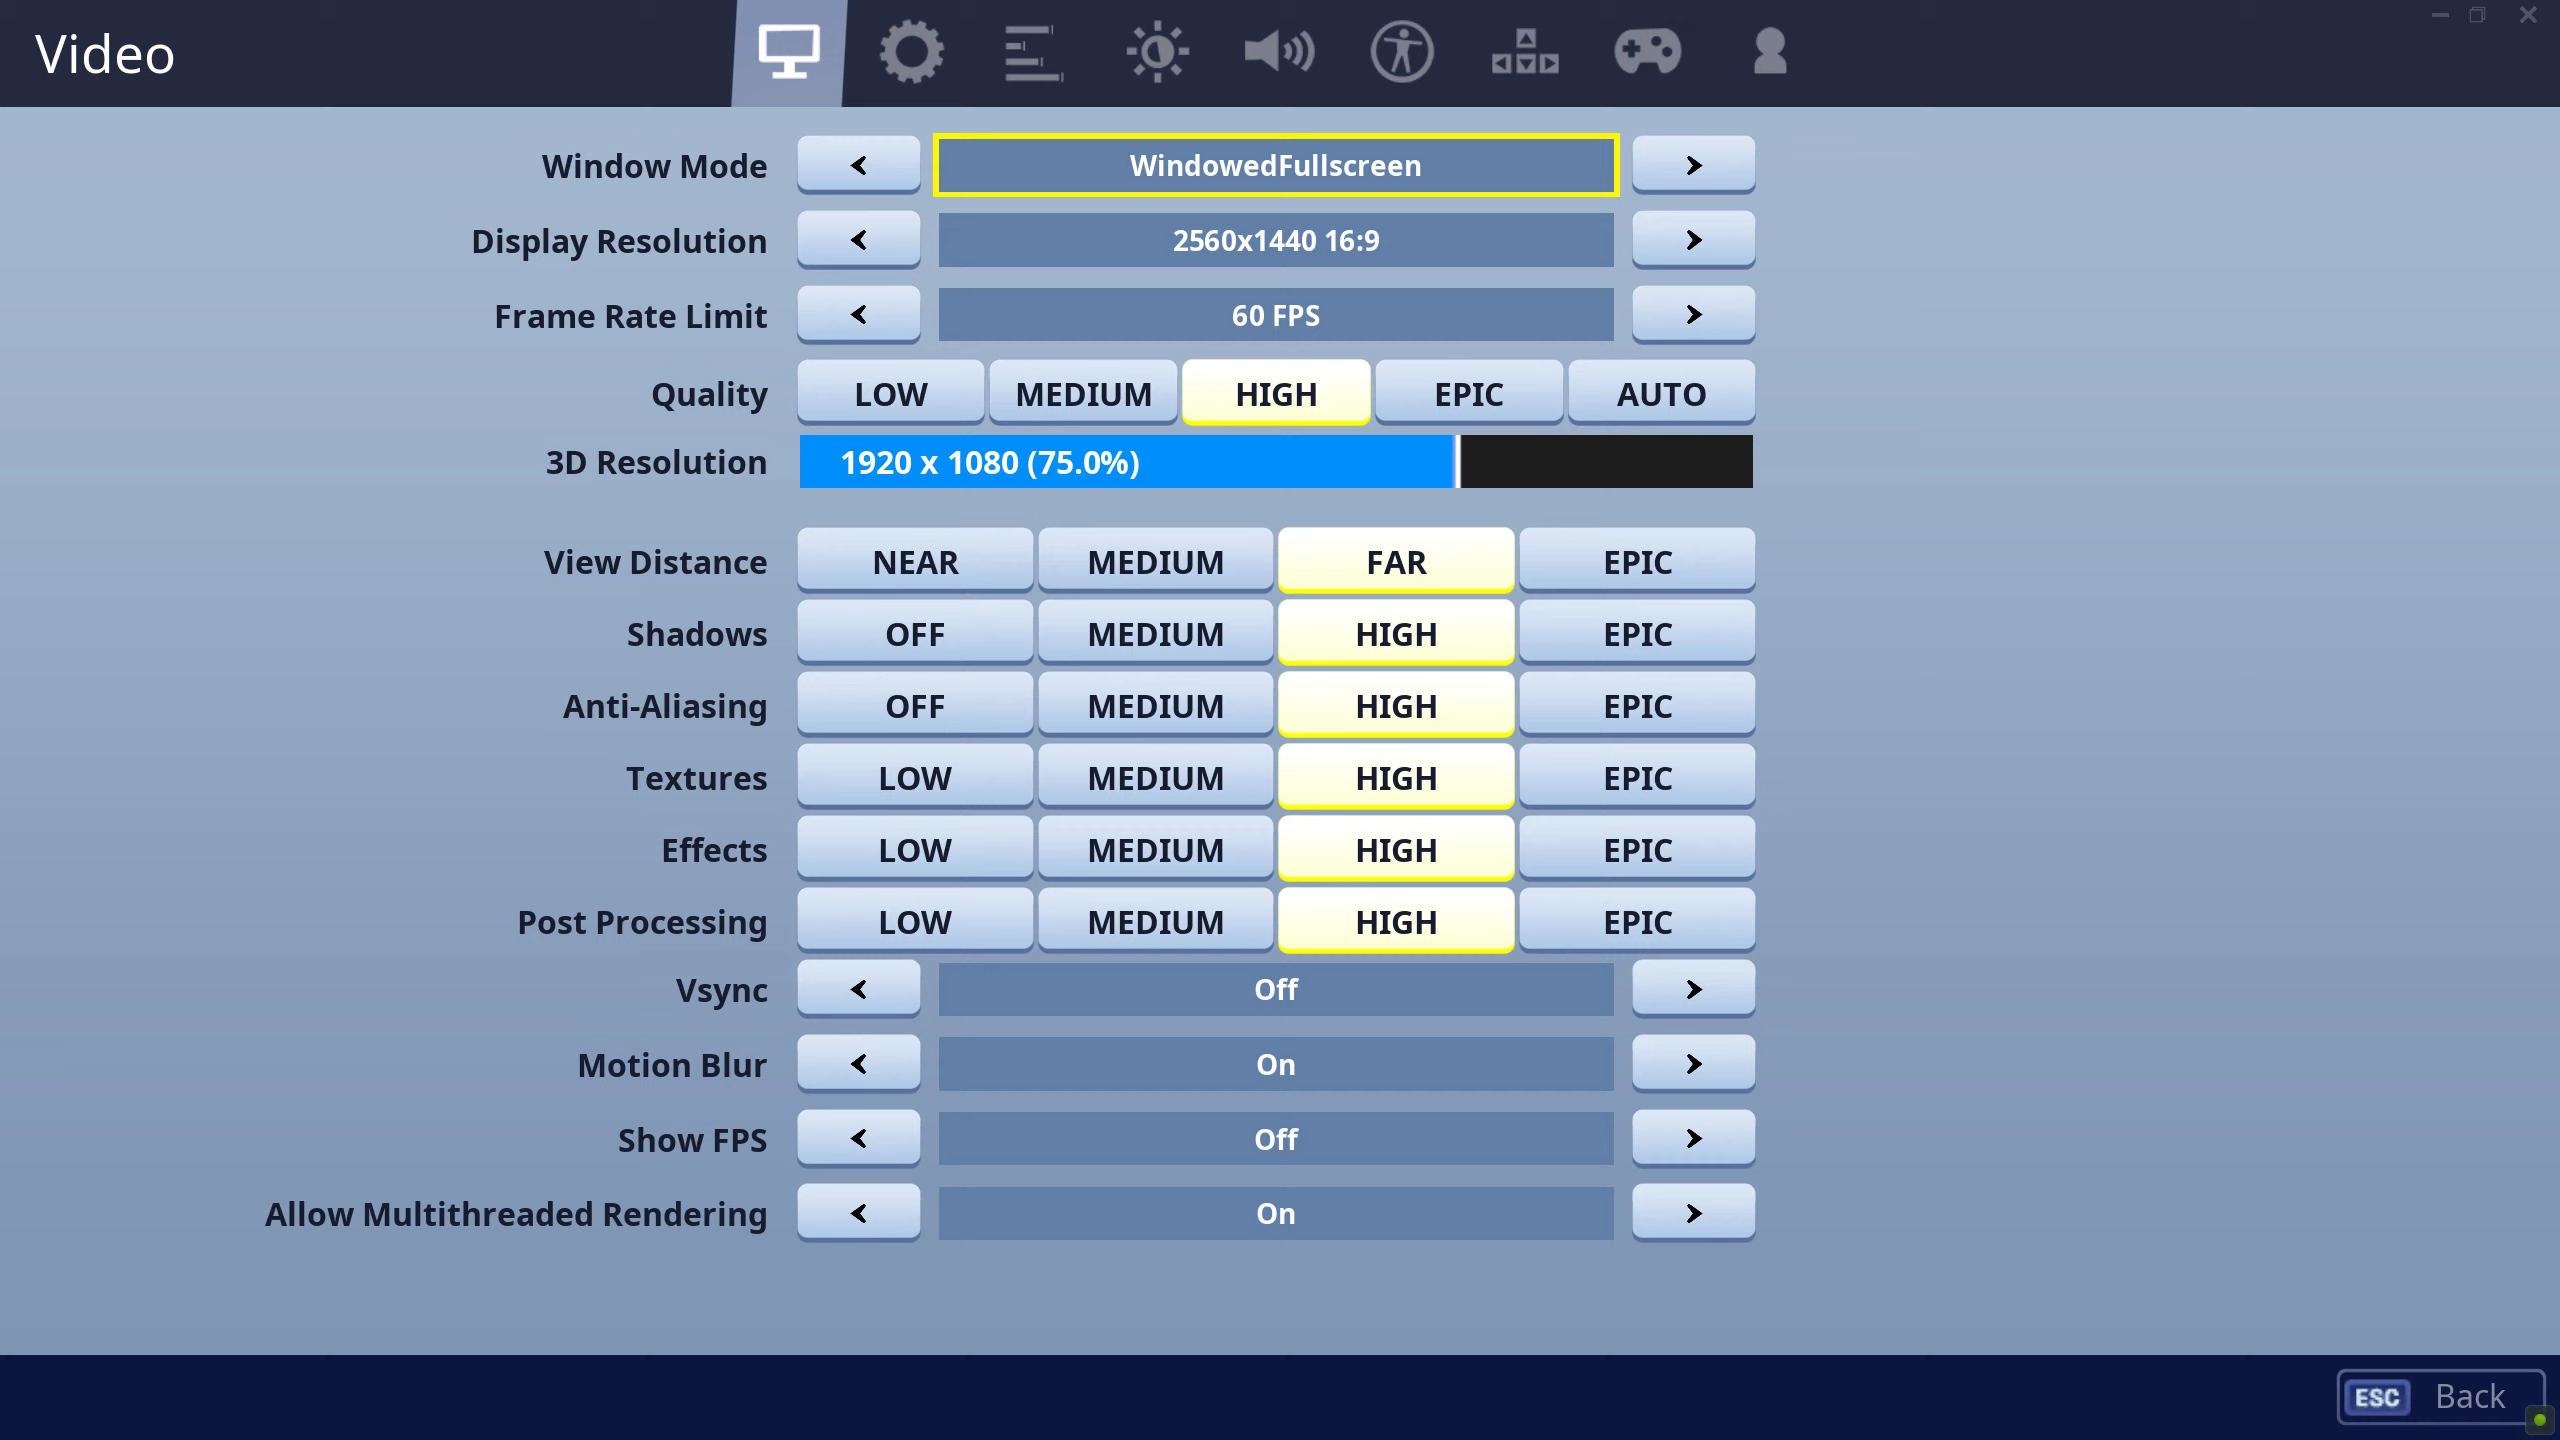 Video
Window Mode WindowedFullscreen
Display Resolution 2560x1440 16:9
Frame Rate Limit 60 FPS
Quality LOW MEDIUM HIGH EPIC AUTO
3D Resolution 1920 x 1080 (75.0%)
View Distance NEAR MEDIUM FAR EPIC
Shadows OFF MEDIUM HIGH EPIC
Anti-Aliasing OFF MEDIUM HIGH EPIC
Textures LOW MEDIUM HIGH EPIC
Effects LOW MEDIUM HIGH EPIC
Post Processing LOW MEDIUM HIGH EPIC
Vsync Off
Motion Blur On
Show FPS Off
Allow Multithreaded Rendering On
ESC Back